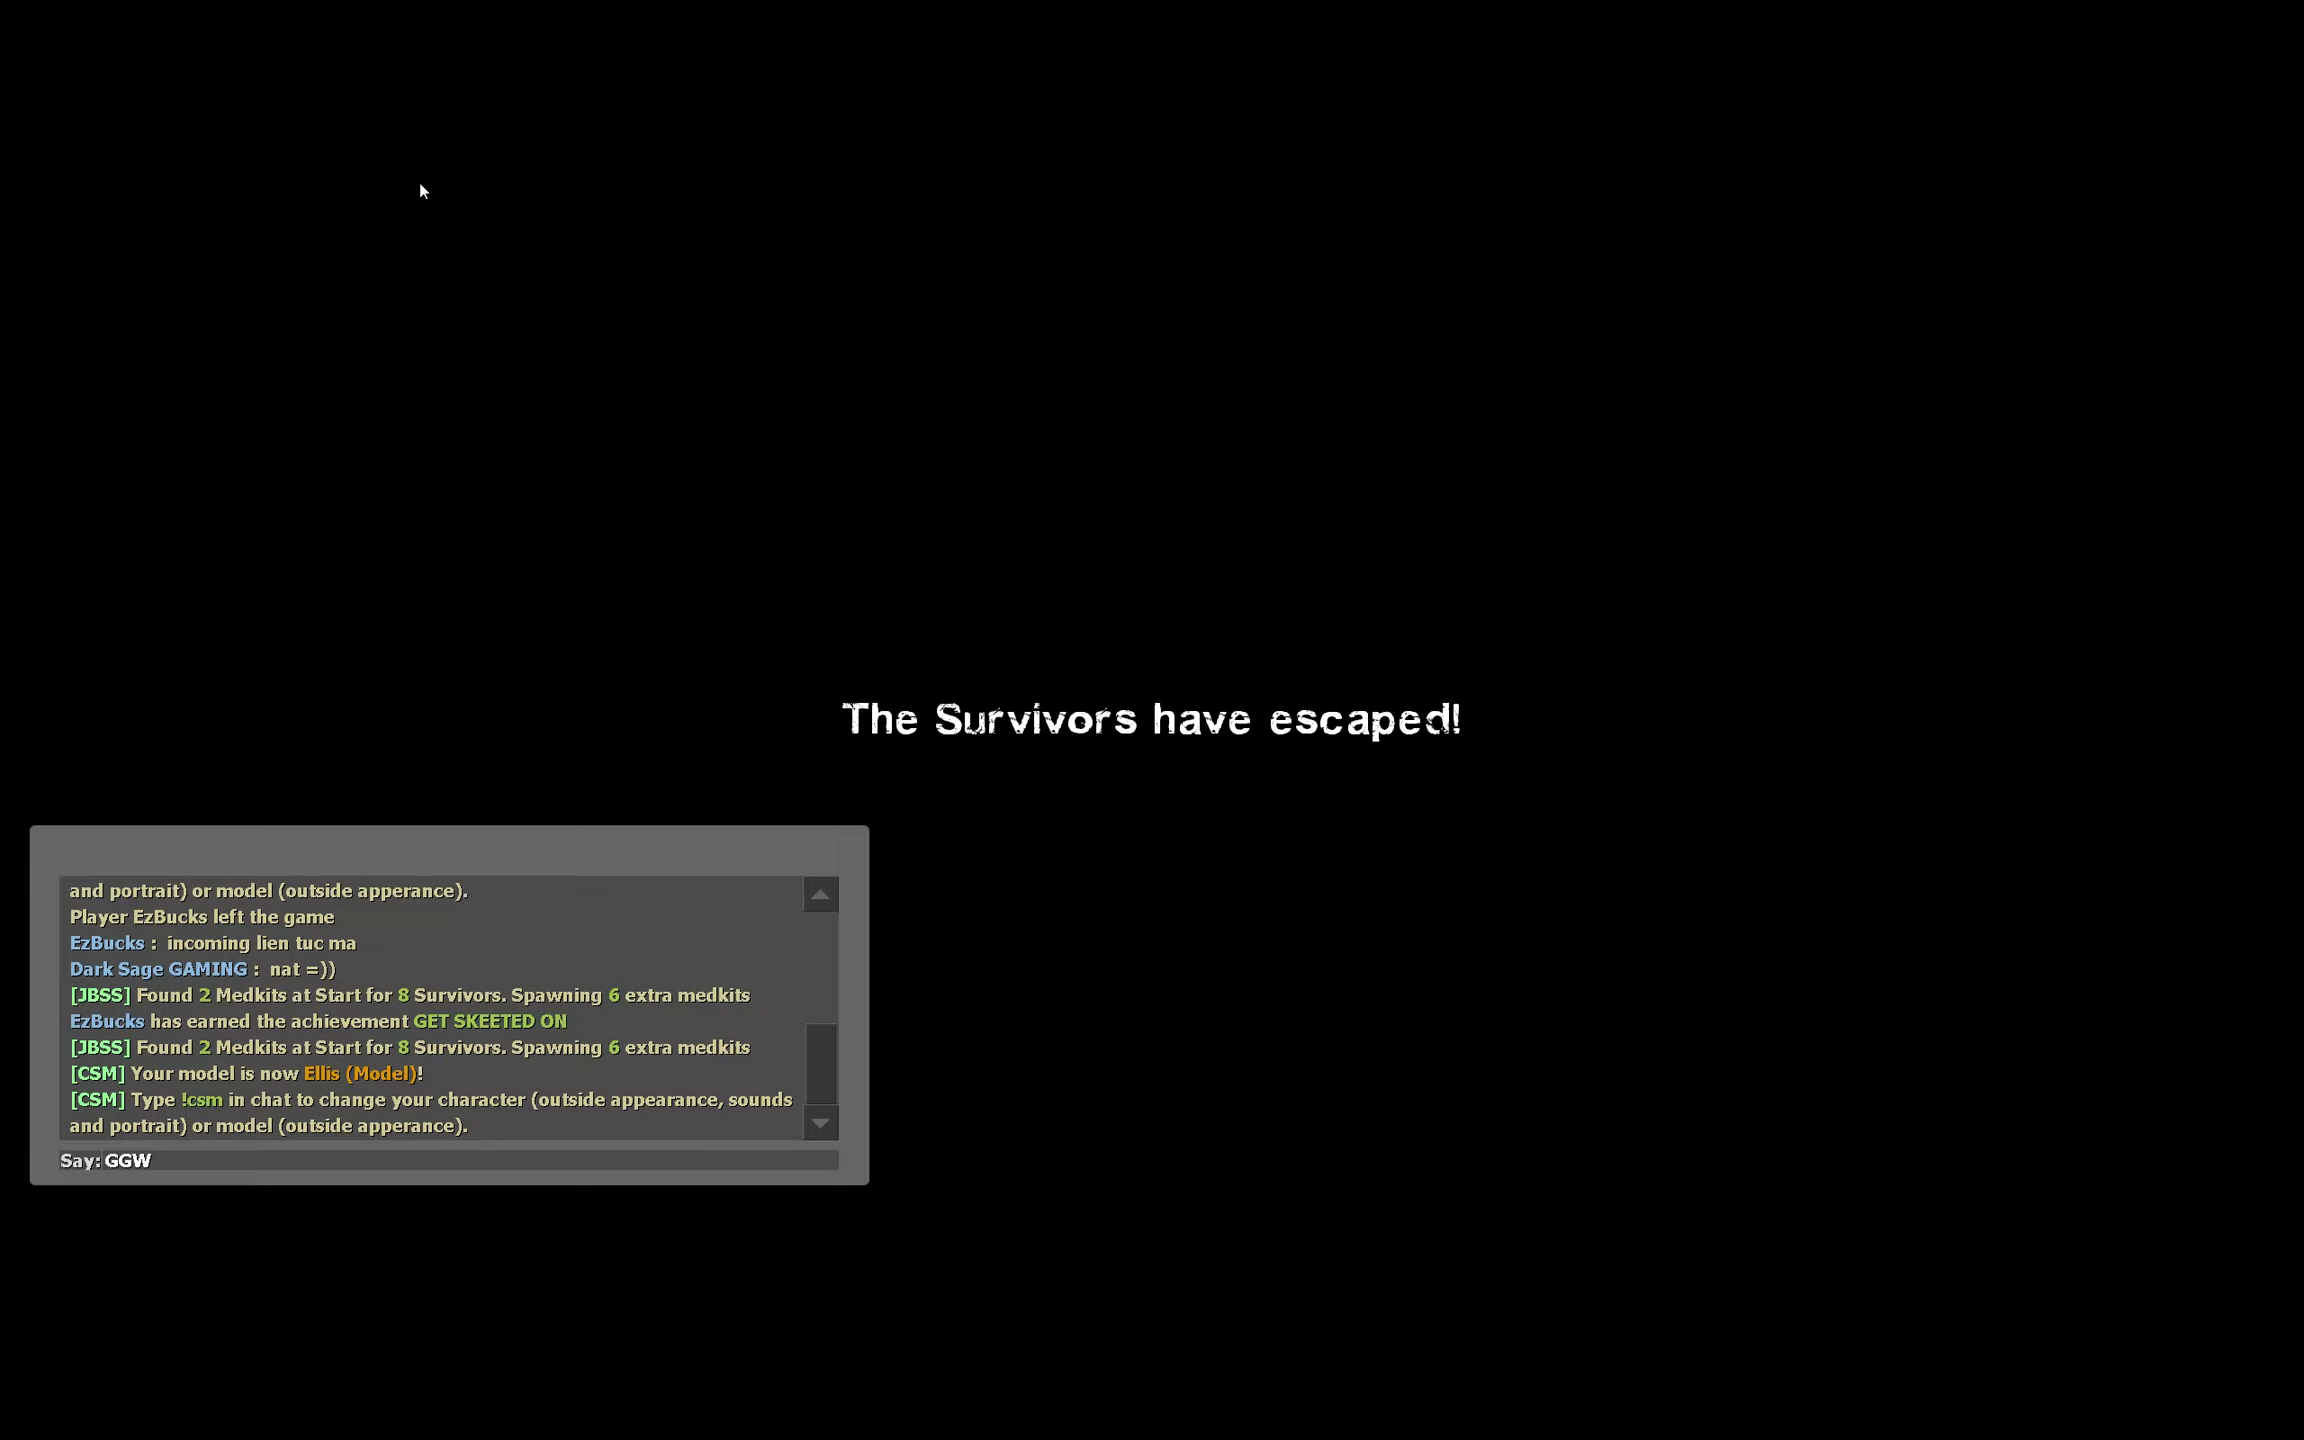 The Survivors have escaped!
and portrait) or model (outside apperance).
Player EzBucks left the game
EzBucks :  incoming lien tuc ma
Dark Sage GAMING :  nat =))
[JBSS] Found 2 Medkits at Start for 8 Survivors. Spawning 6 extra medkits
EzBucks has earned the achievement GET SKEETED ON
[JBSS] Found 2 Medkits at Start for 8 Survivors. Spawning 6 extra medkits
[CSM] Your model is now Ellis (Model)!
[CSM] Type !csm in chat to change your character (outside appearance, sounds
and portrait) or model (outside apperance).
Say: GGW